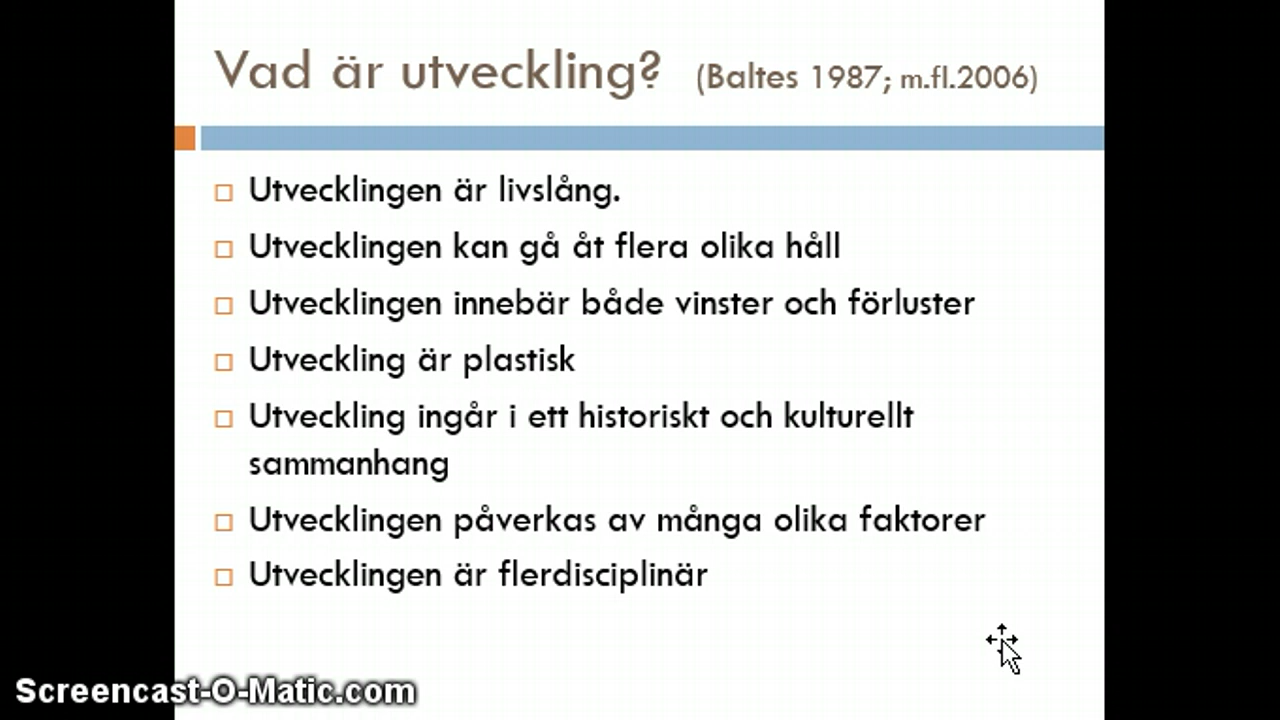 Vad är utveckling? (Baltes 1987; m.fl.2006)
Utvecklingen är livslång.
Utvecklingen kan gå åt flera olika håll
Utvecklingen innebär både vinster och förluster
Utveckling är plastisk
Utveckling ingår i ett historiskt och kulturellt
sammanhang
Utvecklingen påverkas av många olika faktorer
Utvecklingen är flerdisciplinär
Screencast-O-Matic.com